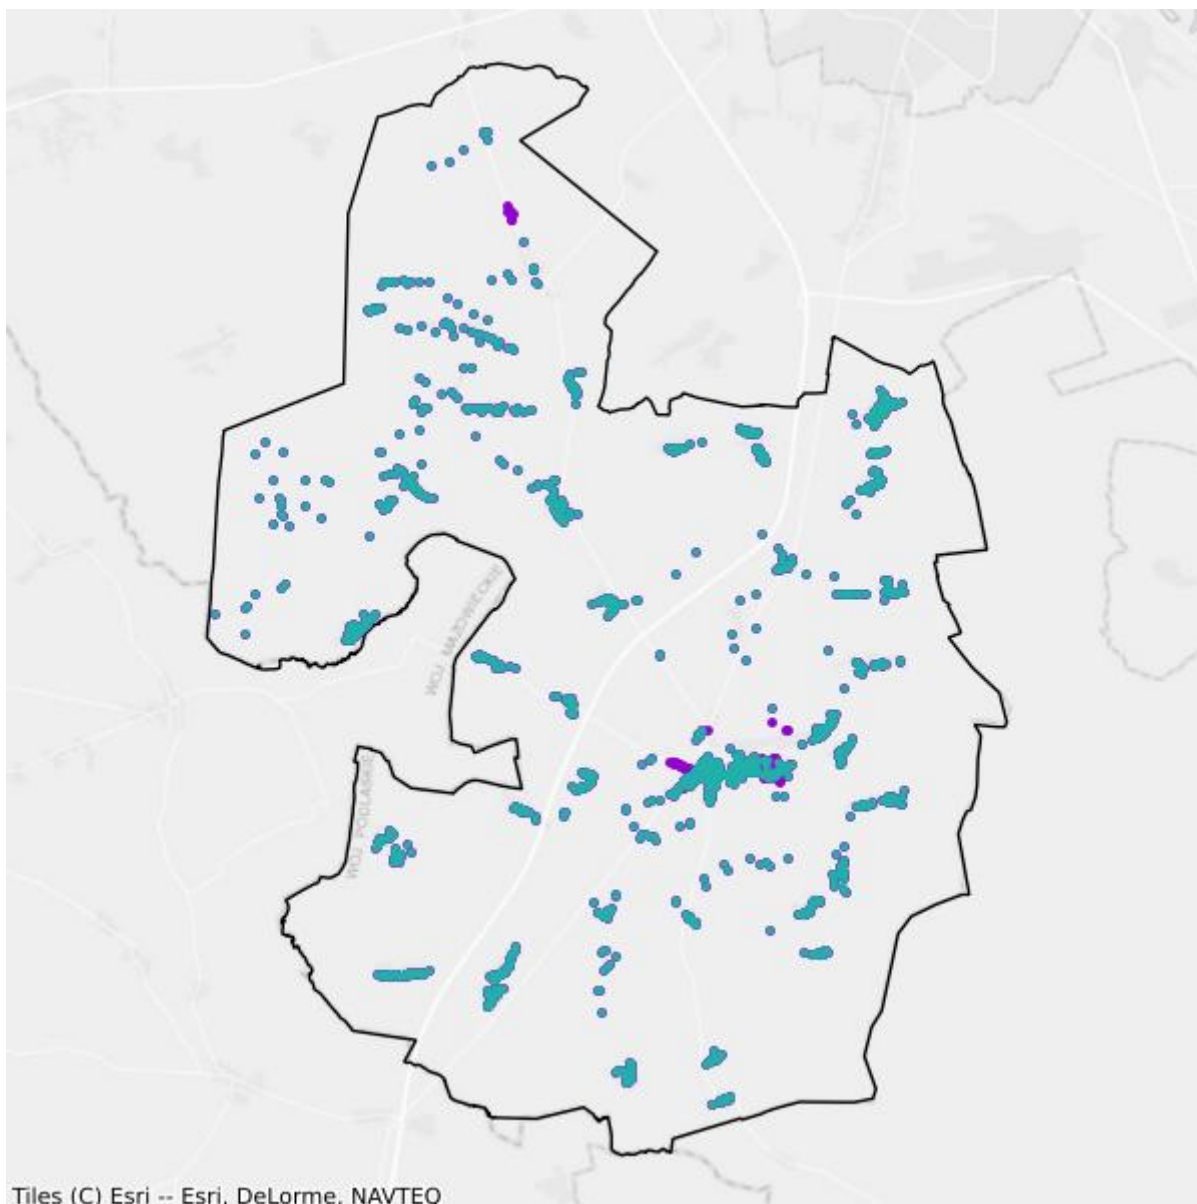 WOJ. MAZOWIECKIE
WOJ. PODLASKIE
Tiles (C) Esri -- Esri, DeLorme, NAVTEQ